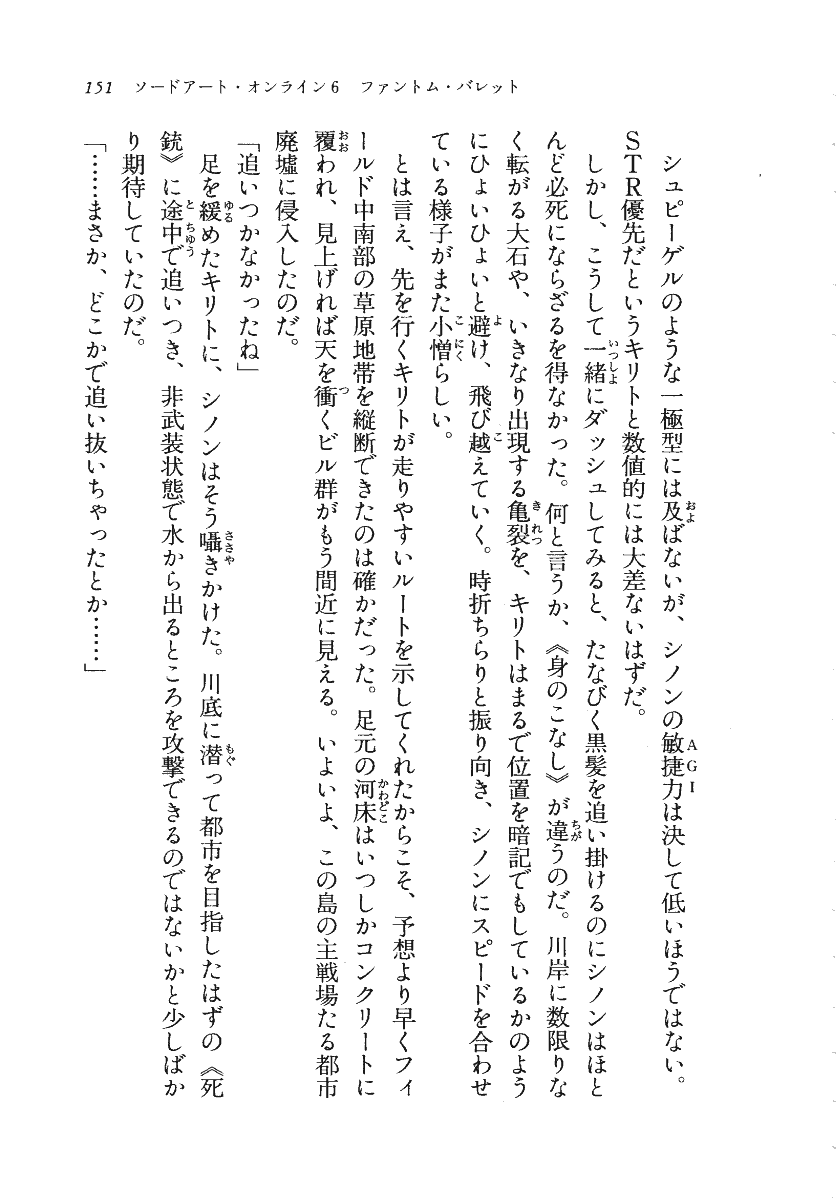 151　ソードアート・オンライン6　ファントム・バレット
　シュピーゲルのような一極型には及ばないが、シノンの敏捷力は決して低いほうではない。
STR優先だというキリトと数値的には大差ないはずだ。
　しかし、こうして一緒にダッシュしてみると、たなびく黒髪を追い掛けるのにシノンはほと
んど必死にならざるを得なかった。何と言うか、《身のこなし》が違うのだ。川岸に数限りな
く転がる大石や、いきなり出現する亀裂を、キリトはまるで位置を暗記でもしているかのよう
にひょいひょいと避け、飛び越えていく。時折ちらりと振り向き、シノンにスピードを合わせ
ている様子がまた小憎らしい。
　とは言え、先を行くキリトが走りやすいルートを示してくれたからこそ、予想より早くフィ
ールド中南部の草原地帯を縦断できたのは確かだった。足元の河床はいつしかコンクリートに
覆われ、見上げれば天を衝くビル群がもう間近に見える。いよいよ、この島の主戦場たる都市
廃墟に侵入したのだ。
「追いつかなかったね」
　足を緩めたキリトに、シノンはそう囁きかけた。川底に潜って都市を目指したはずの《死
銃》に途中で追いつき、非武装状態で水から出るところを攻撃できるのではないかと少しばか
り期待していたのだ。
「……まさか、どこかで追い抜いちゃったとか……」